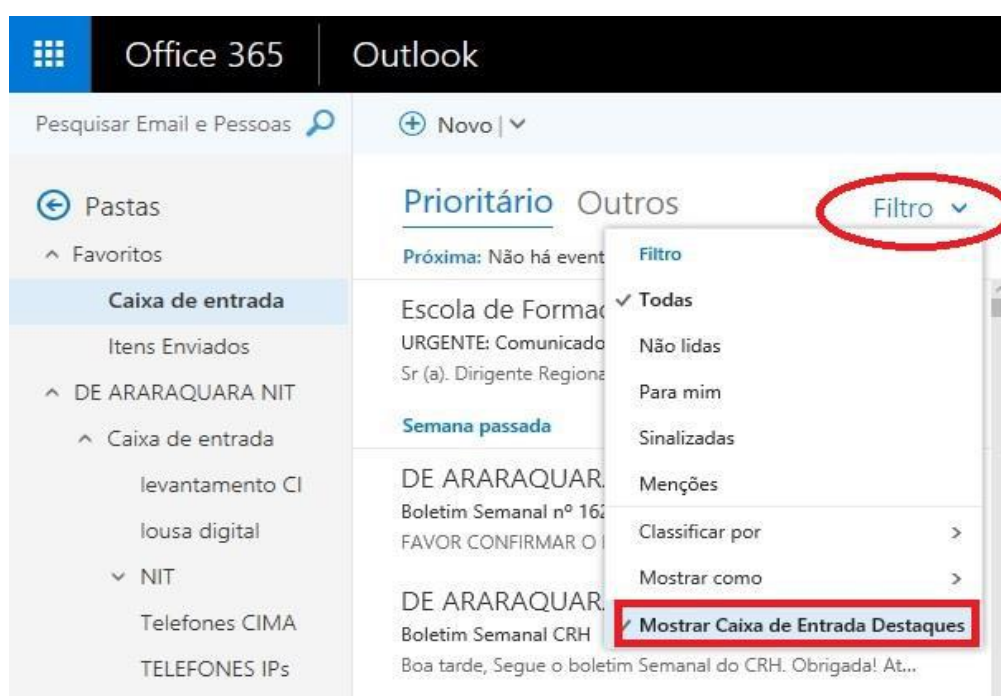 Office 365
Outlook
Pesquisar Email e Pessoas
Novo
Pastas
Favoritos
Caixa de entrada
Itens Enviados
DE ARARAQUARA NIT
Caixa de entrada
levantamento CI
lousa digital
NIT
Telefones CIMA
TELEFONES IPs
Prioritário Outros
Filtro
Próxima: Não há event
Escola de Formaç
URGENTE: Comunicado
Sr (a). Dirigente Regiona
Semana passada
DE ARARAQUAR
Boletim Semanal nº 162
FAVOR CONFIRMAR O
DE ARARAQUAR
Boletim Semanal CRH
Boa tarde, Segue o boletim Semanal do CRH. Obrigada! At...
Filtro
Todas
Não lidas
Para mim
Sinalizadas
Menções
Classificar por
Mostrar como
Mostrar Caixa de Entrada Destaques